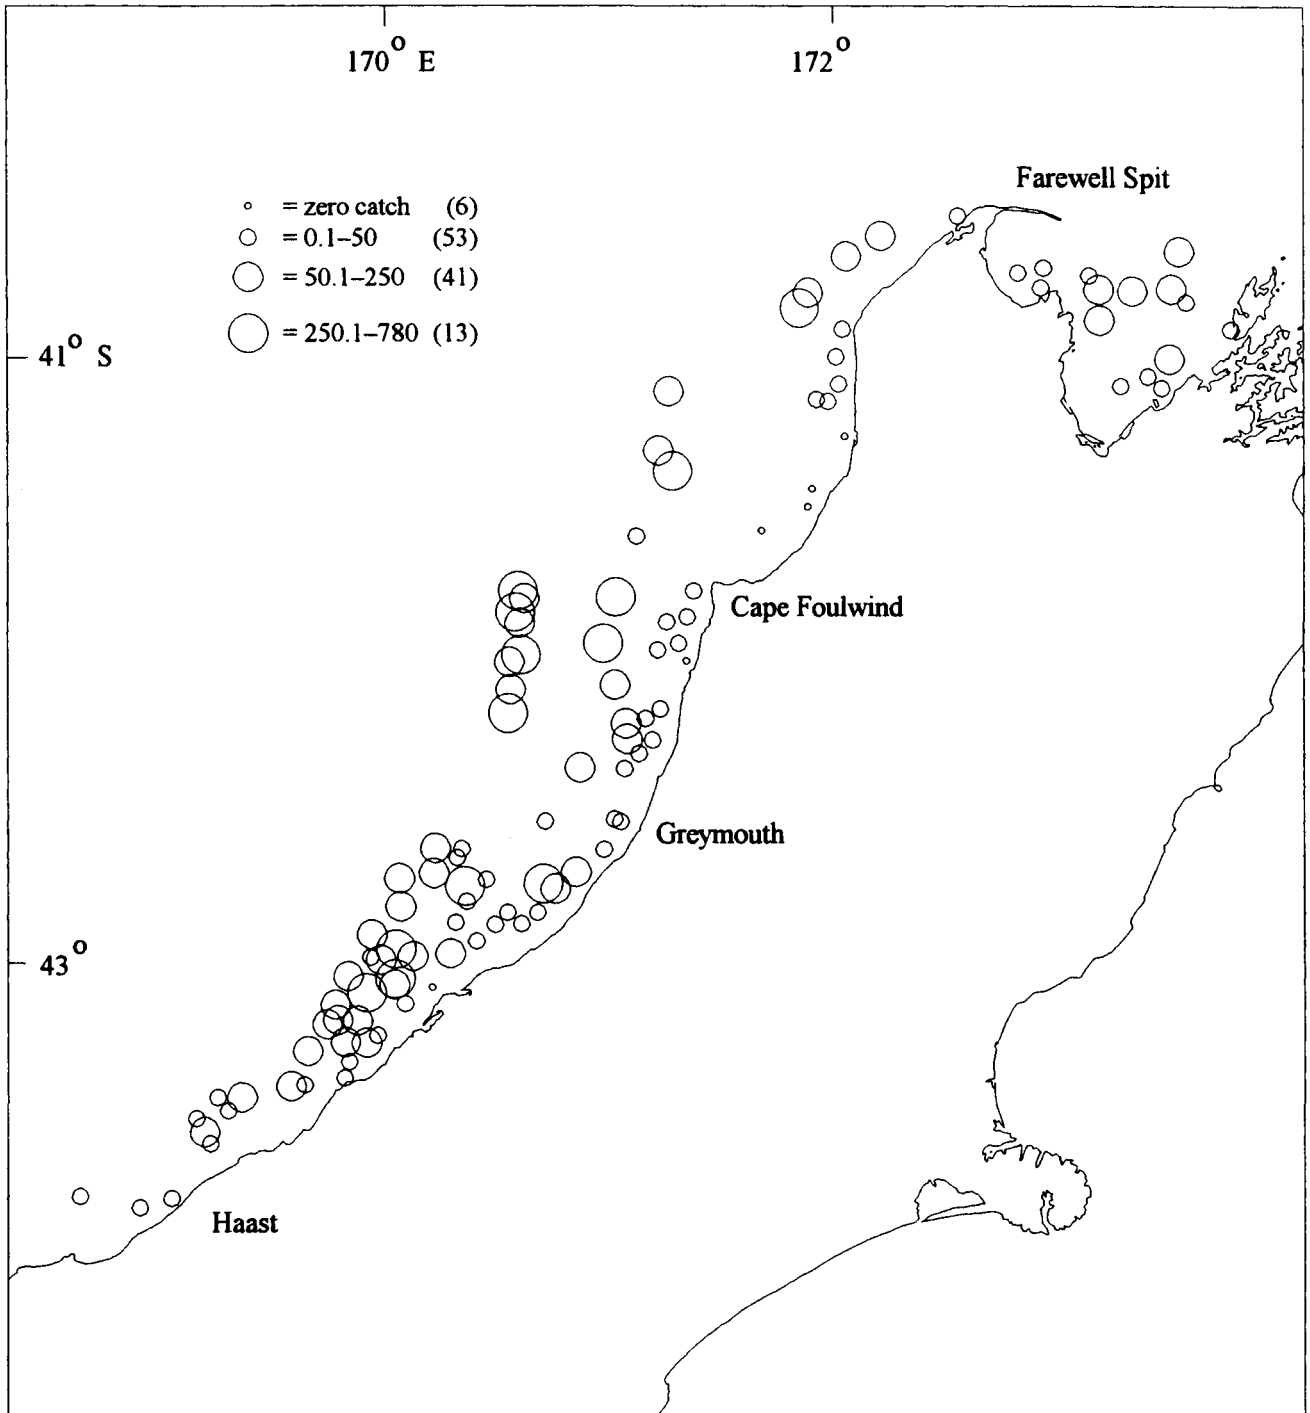 170° E
172°
Farewell Spit
= zero catch (6)
= 0.1–50 (53)
= 50.1–250 (41)
= 250.1–780 (13)
41° S
Cape Foulwind
Greymouth
43°
Haast